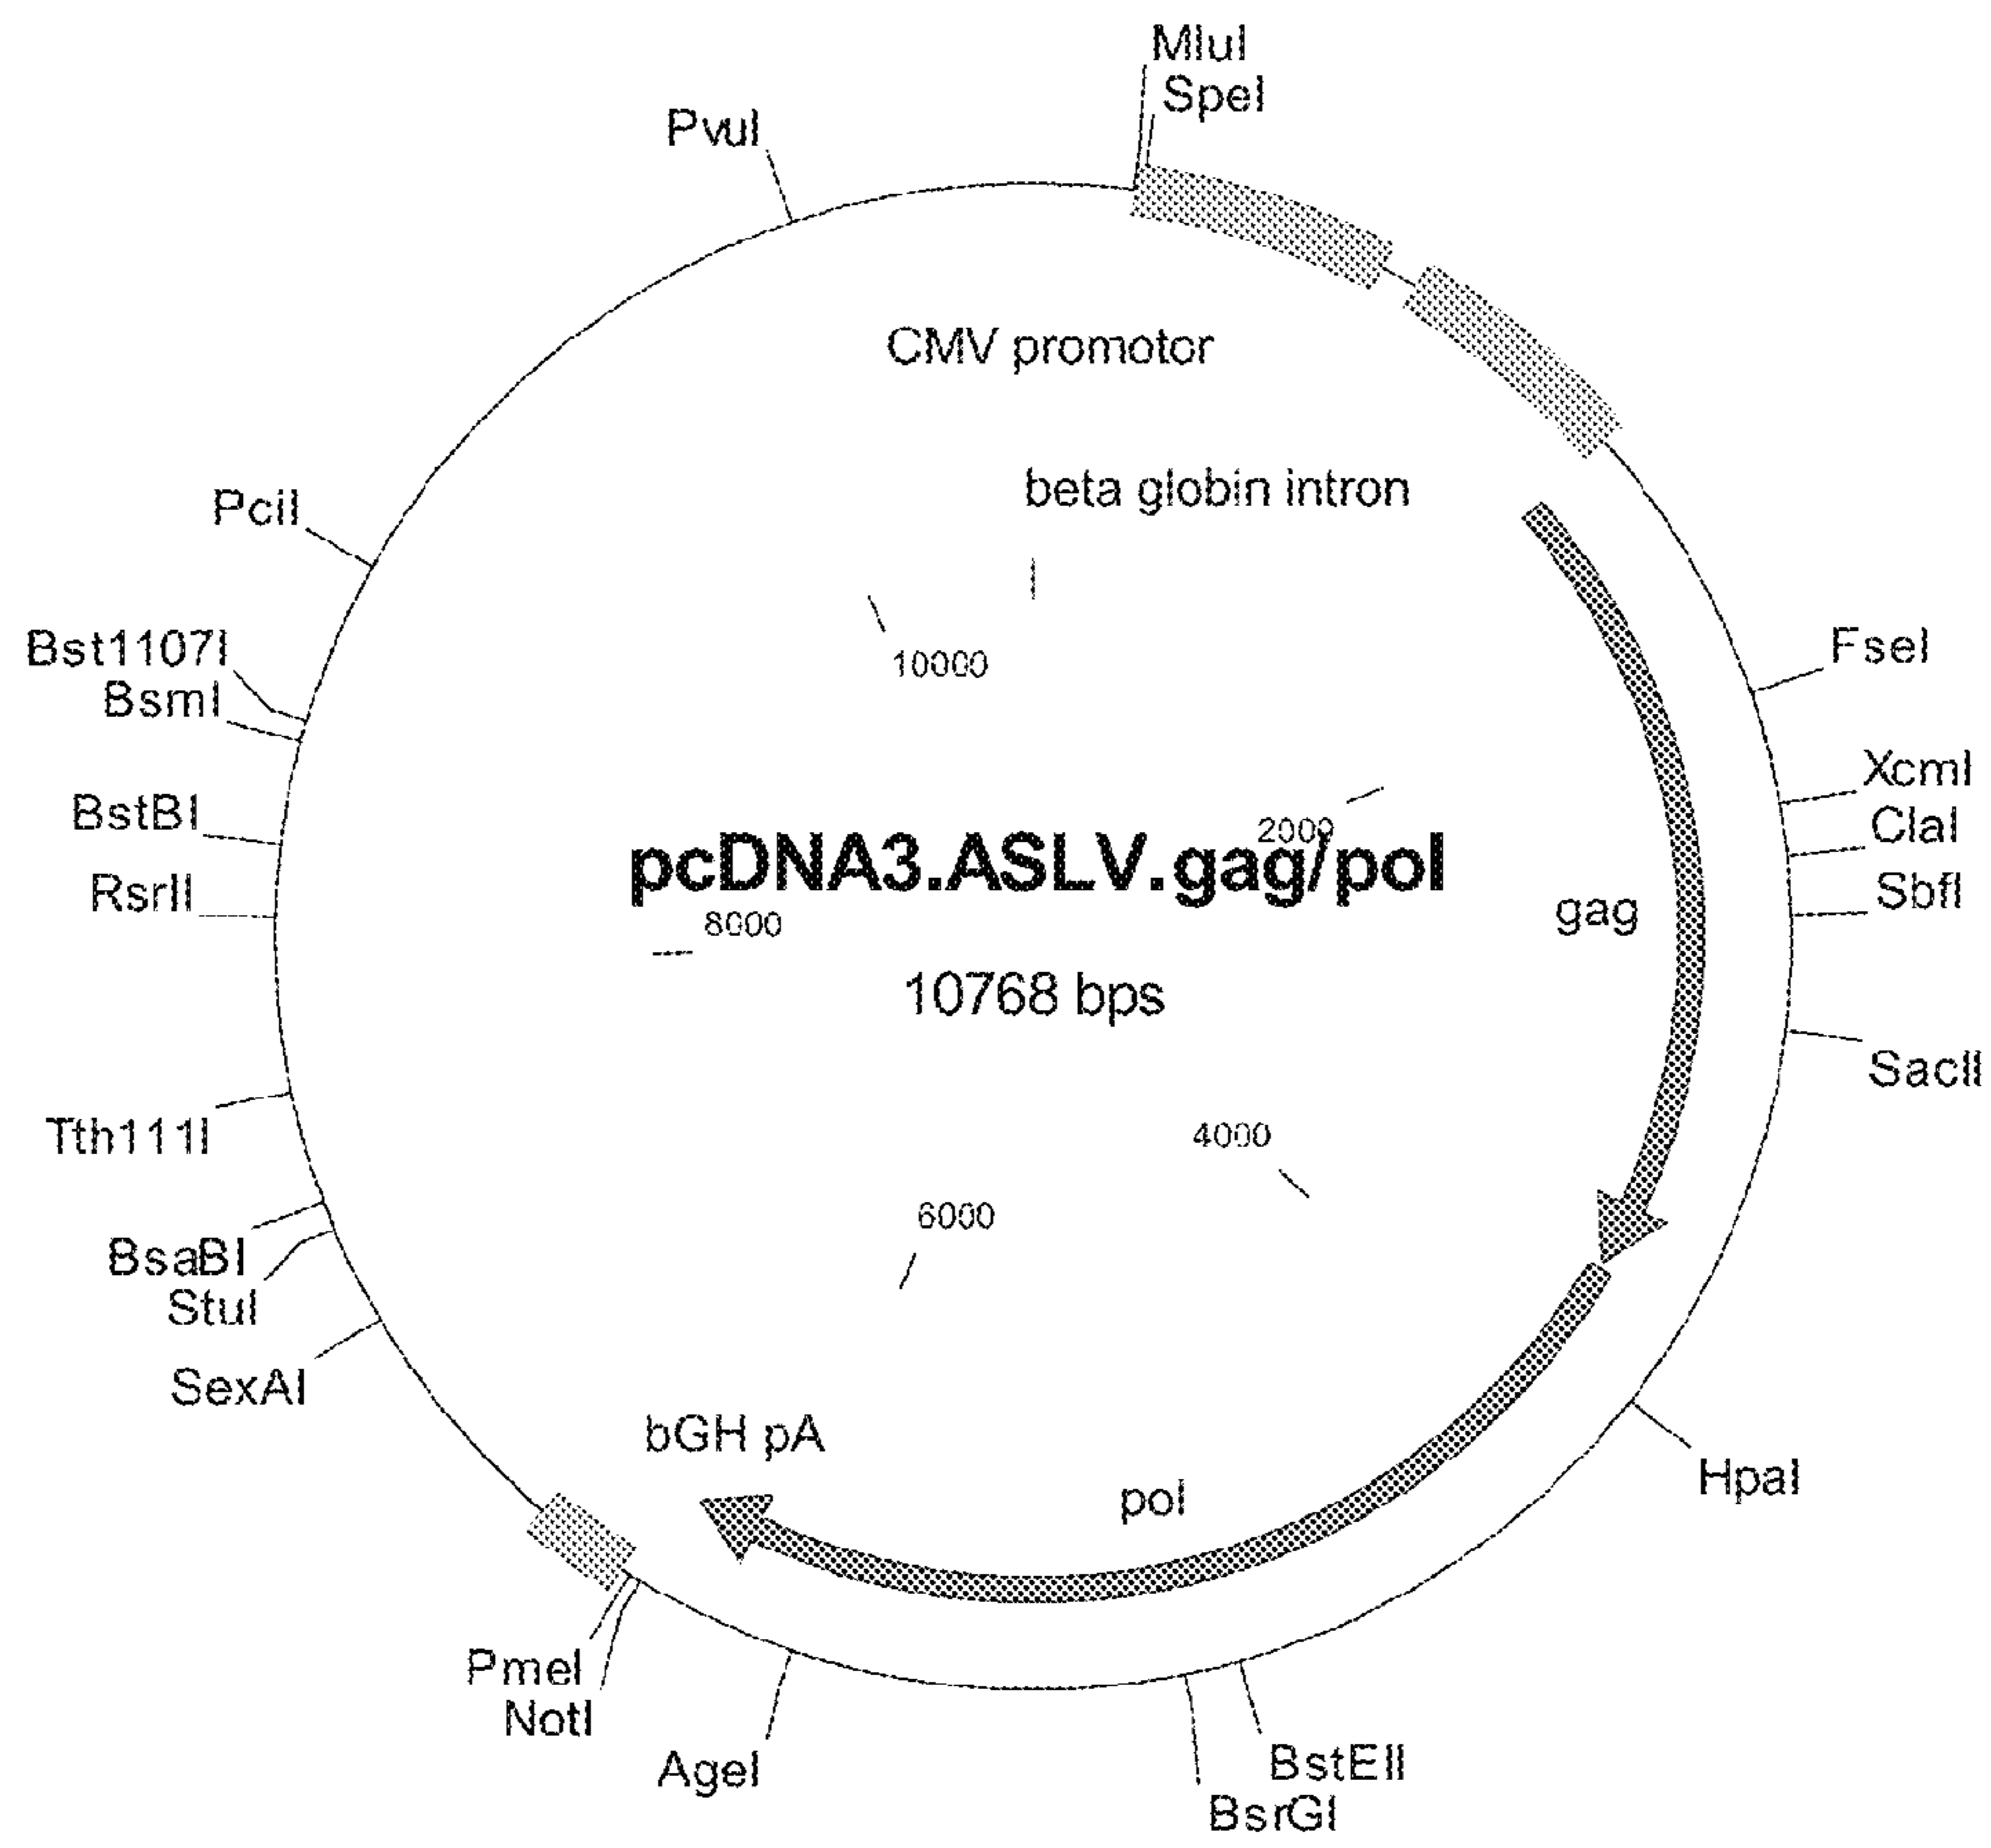 MluI
SpeI
PvuI
CMV promotor
beta globin intron
PciI
10000
Bst1107I
BsmI
FseI
XcmI
BstBI
ClaI
2000
pcDNA3.ASLV.gag/pol
RsrII
SbfI
gag
8000
10768 bps
SacII
Tth111I
4000
6000
BsaBI
StuI
SexAI
bGH pA
HpaI
pol
PmeI
NotI
AgeI
BstEII
BsrGI